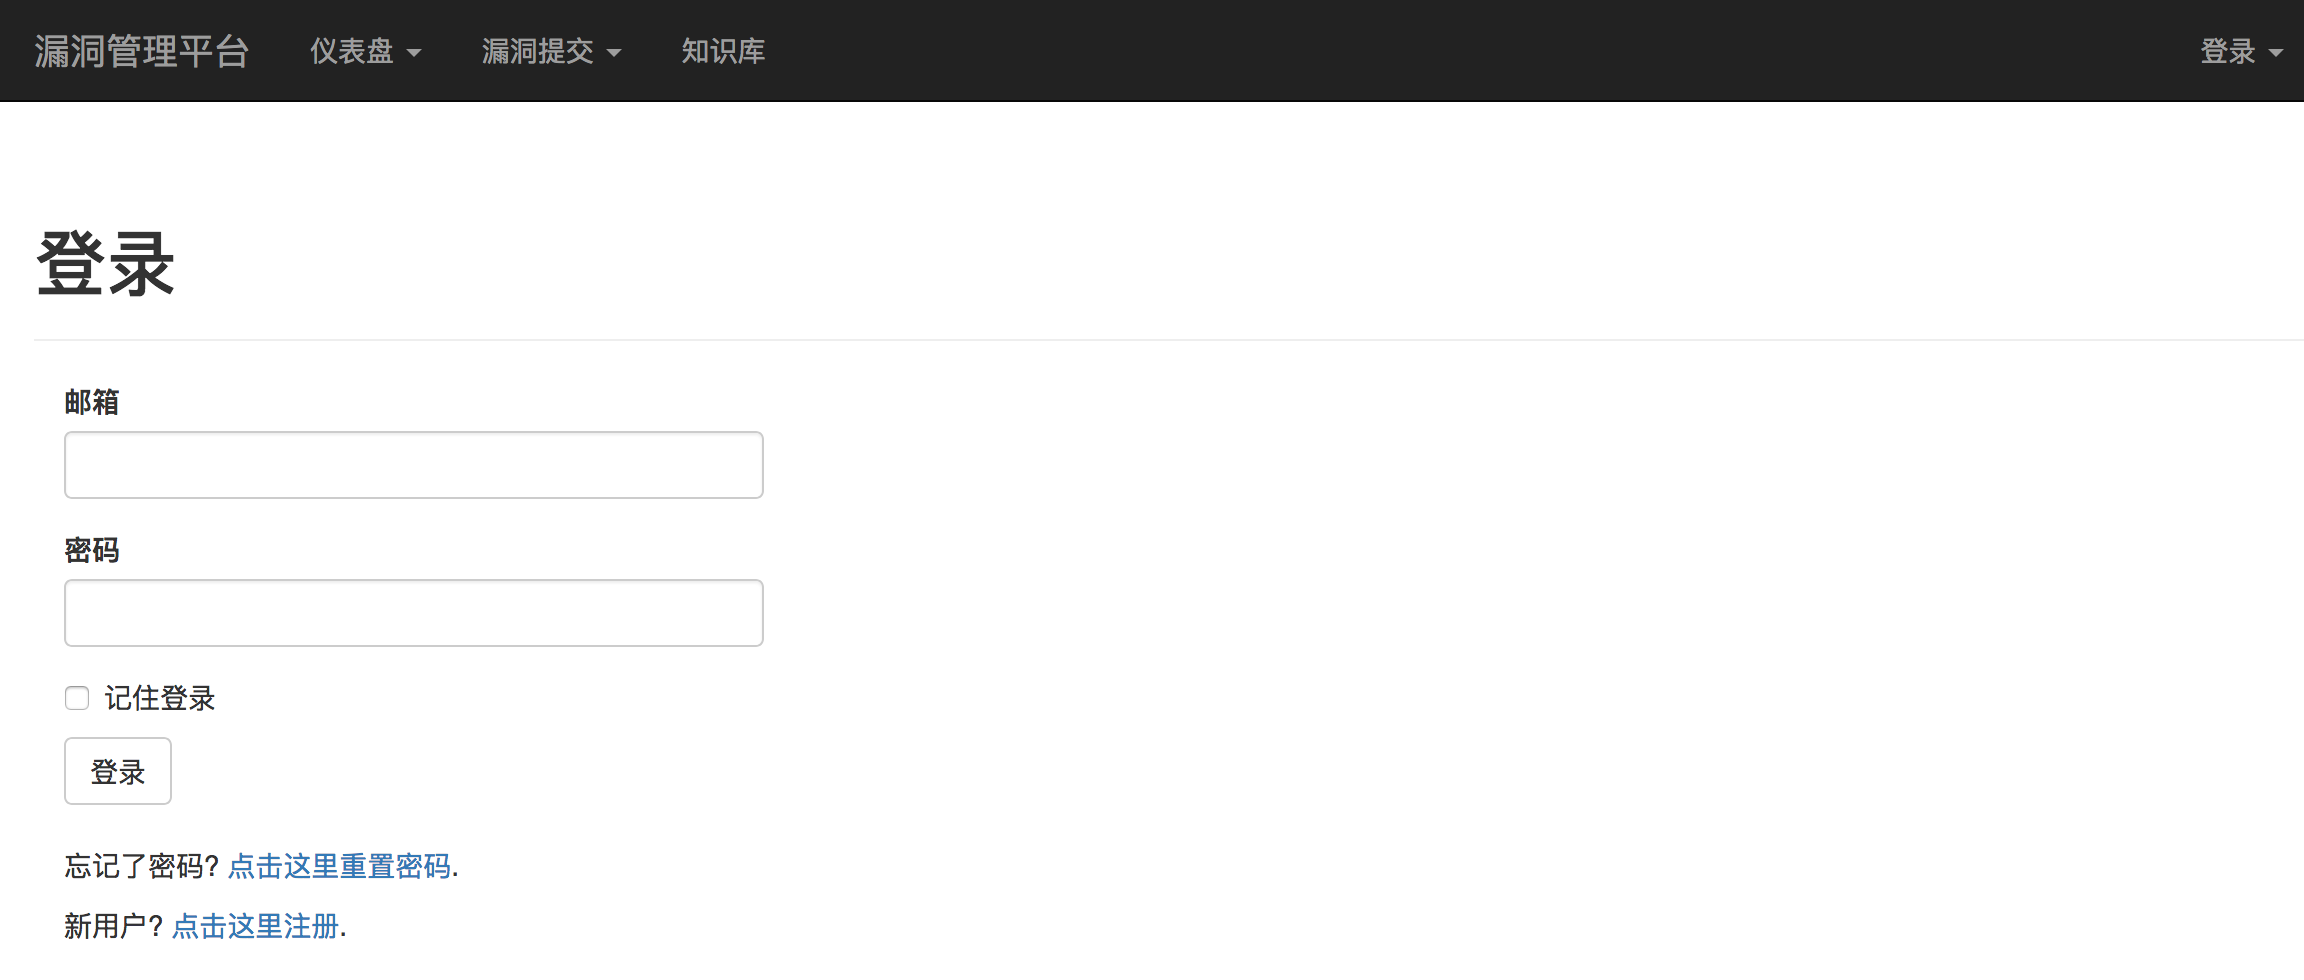 漏洞管理平台 仪表盘 漏洞提交 知识库 登录
登录
邮箱
密码
记住登录
登录
忘记了密码? 点击这里重置密码.
新用户? 点击这里注册.